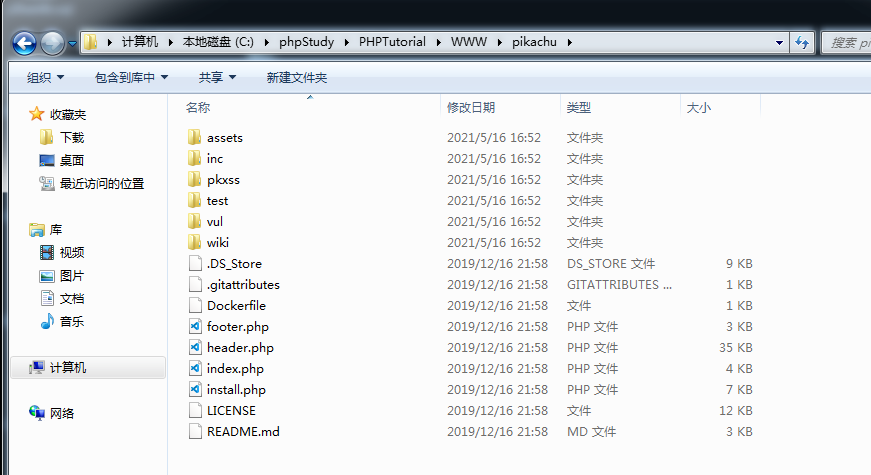 计算机 本地磁盘 (C:) phpStudy PHPTutorial WWW pikachu 搜索
组织 包含到库中 共享 新建文件夹
收藏夹
下载
桌面
最近访问的位置
库
视频
图片
文档
音乐
计算机
网络
名称 修改日期 类型 大小
assets 2021/5/16 16:52 文件夹
inc 2021/5/16 16:52 文件夹
pkxss 2021/5/16 16:52 文件夹
test 2021/5/16 16:52 文件夹
vul 2021/5/16 16:52 文件夹
wiki 2021/5/16 16:52 文件夹
.DS_Store 2019/12/16 21:58 DS_STORE 文件 9 KB
.gitattributes 2019/12/16 21:58 GITATTRIBUTES ... 1 KB
Dockerfile 2019/12/16 21:58 文件 1 KB
footer.php 2019/12/16 21:58 PHP 文件 3 KB
header.php 2019/12/16 21:58 PHP 文件 35 KB
index.php 2019/12/16 21:58 PHP 文件 4 KB
install.php 2019/12/16 21:58 PHP 文件 7 KB
LICENSE 2019/12/16 21:58 文件 12 KB
README.md 2019/12/16 21:58 MD 文件 3 KB